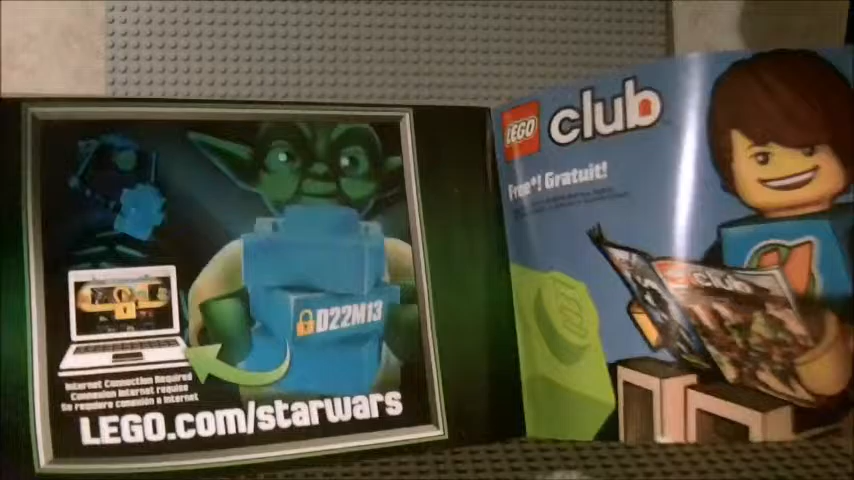 D22M13
Internet Connection Required
Connexion Internet requise
Se requiere conexión a Internet
LEGO.com/starwars
LEGO club
Free*! Gratuit!
CLUB